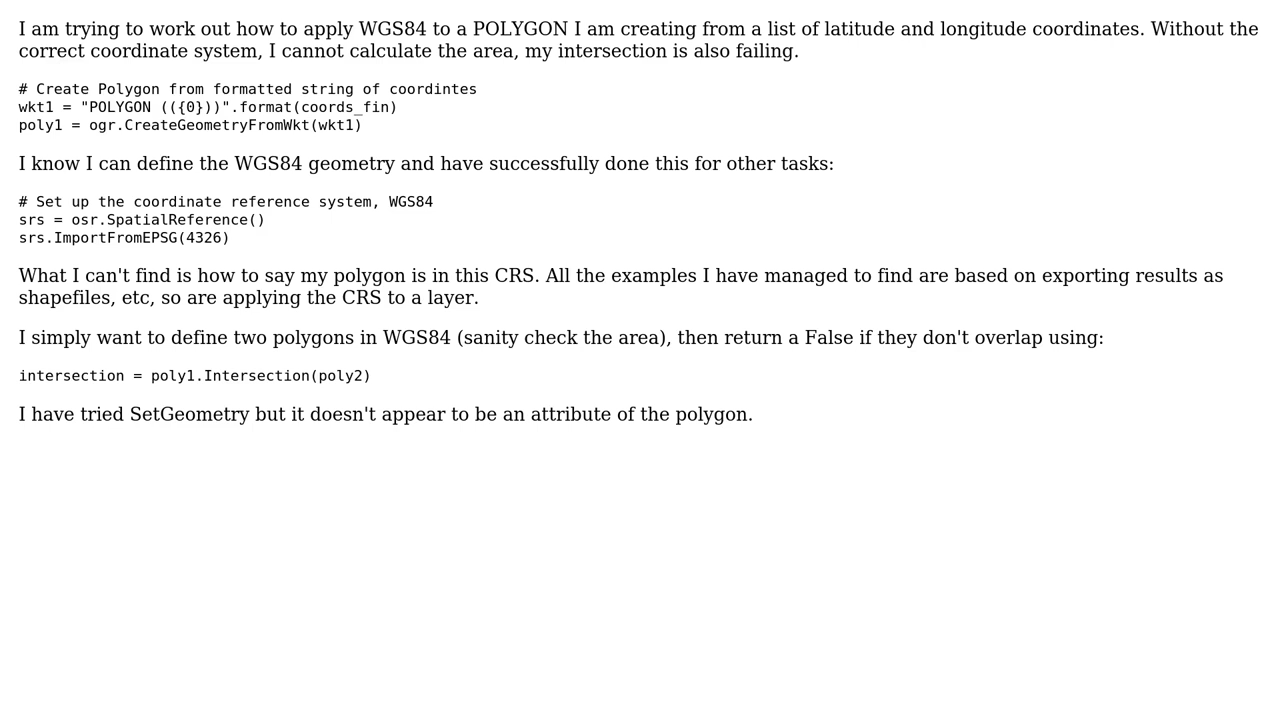 I am trying to work out how to apply WGS84 to a POLYGON I am creating from a list of latitude and longitude coordinates. Without the
correct coordinate system, I cannot calculate the area, my intersection is also failing.
# Create Polygon from formatted string of coordintes
wkt1 = "POLYGON (({0}))".format(coords_fin)
poly1 = ogr.CreateGeometryFromWkt(wkt1)
I know I can define the WGS84 geometry and have successfully done this for other tasks:
# Set up the coordinate reference system, WGS84
srs = osr.SpatialReference()
srs.ImportFromEPSG(4326)
What I can't find is how to say my polygon is in this CRS. All the examples I have managed to find are based on exporting results as
shapefiles, etc, so are applying the CRS to a layer.
I simply want to define two polygons in WGS84 (sanity check the area), then return a False if they don't overlap using:
intersection = poly1.Intersection(poly2)
I have tried SetGeometry but it doesn't appear to be an attribute of the polygon.